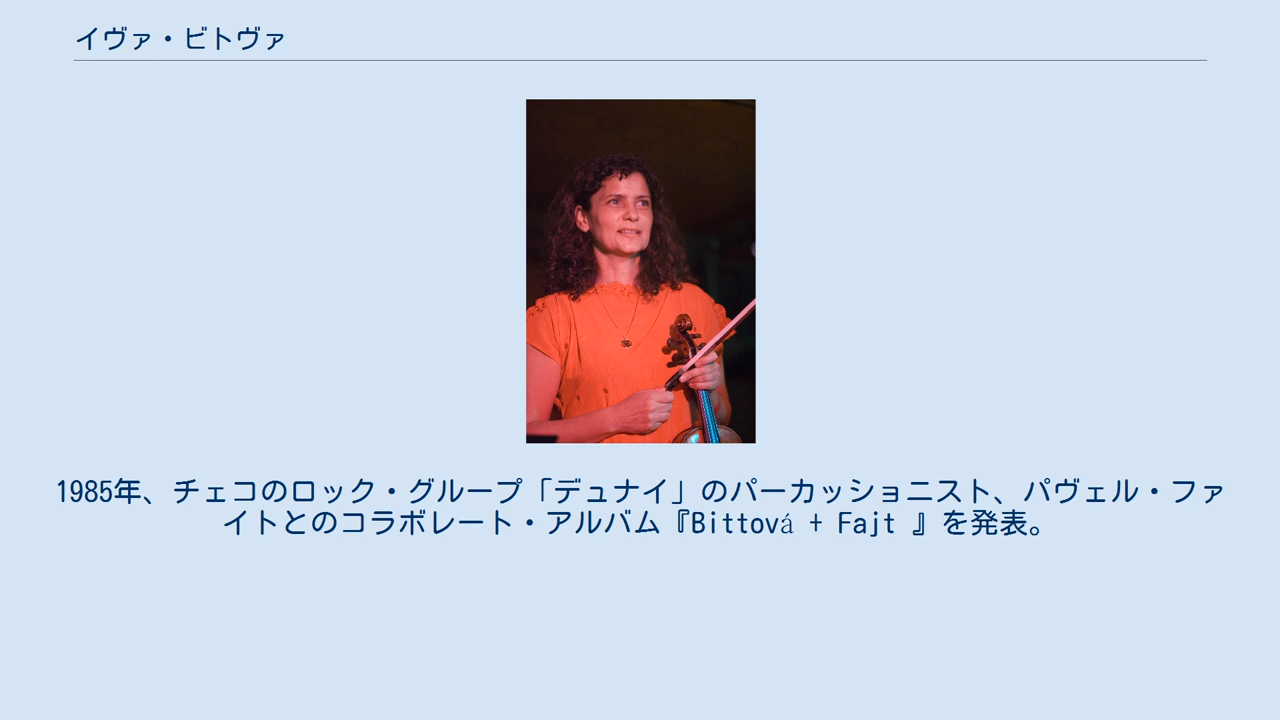 イヴァ・ビトヴァ
1985年、チェコのロック・グループ「デュナイ」のパーカッショニスト、パヴェル・ファ
イトとのコラボレート・アルバム『Bittová + Fajt 』を発表。